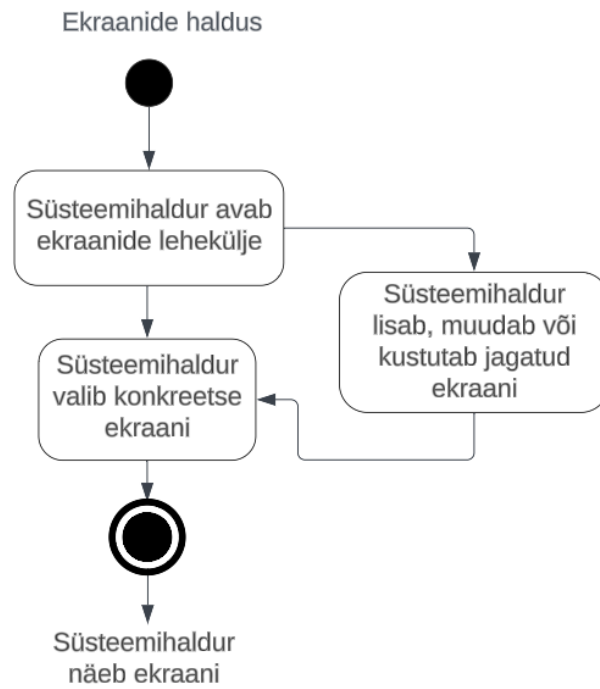 Ekraanide haldus
Süsteemihaldur avab
ekraanide lehekülje
Süsteemihaldur
lisab, muudab või
kustutab jagatud
ekraani
Süsteemihaldur
valib konkreetse
ekraani
Süsteemihaldur
näeb ekraani